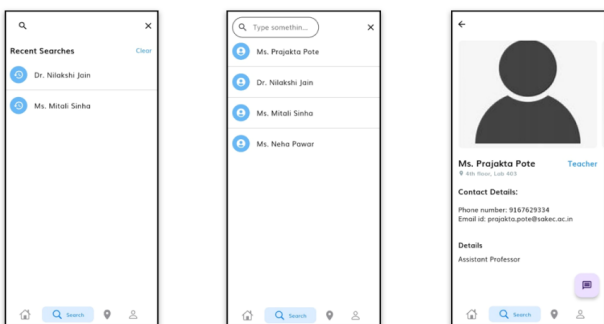 Recent Searches
Clear
Dr. Nilakshi Jain
Ms. Mitali Sinha
Search
Type somethin...
Ms. Prajakta Pote
Dr. Nilakshi Jain
Ms. Mitali Sinha
Ms. Neha Pawar
Search
Ms. Prajakta Pote
Teacher
4th floor, Lab 403
Contact Details:
Phone number: 9167629334
Email id: prajakta.pote@sakec.ac.in
Details
Assistant Professor
Search